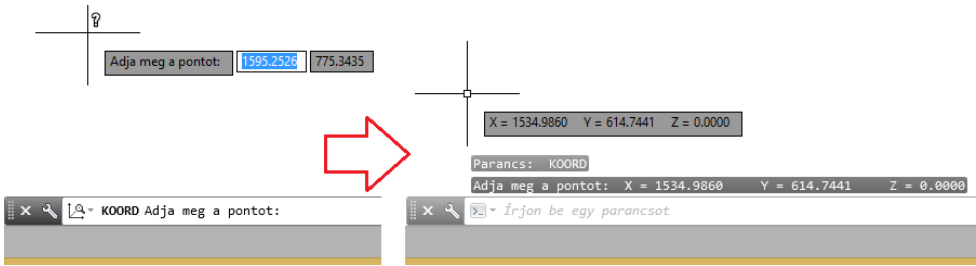 Adja meg a pontot: 1595.2526 775.3435
KOORD Adja meg a pontot:
X = 1534.9860 Y = 614.7441 Z = 0.0000
Parancs: KOORD
Adja meg a pontot: X = 1534.9860 Y = 614.7441 Z = 0.0000
Írjon be egy parancsot